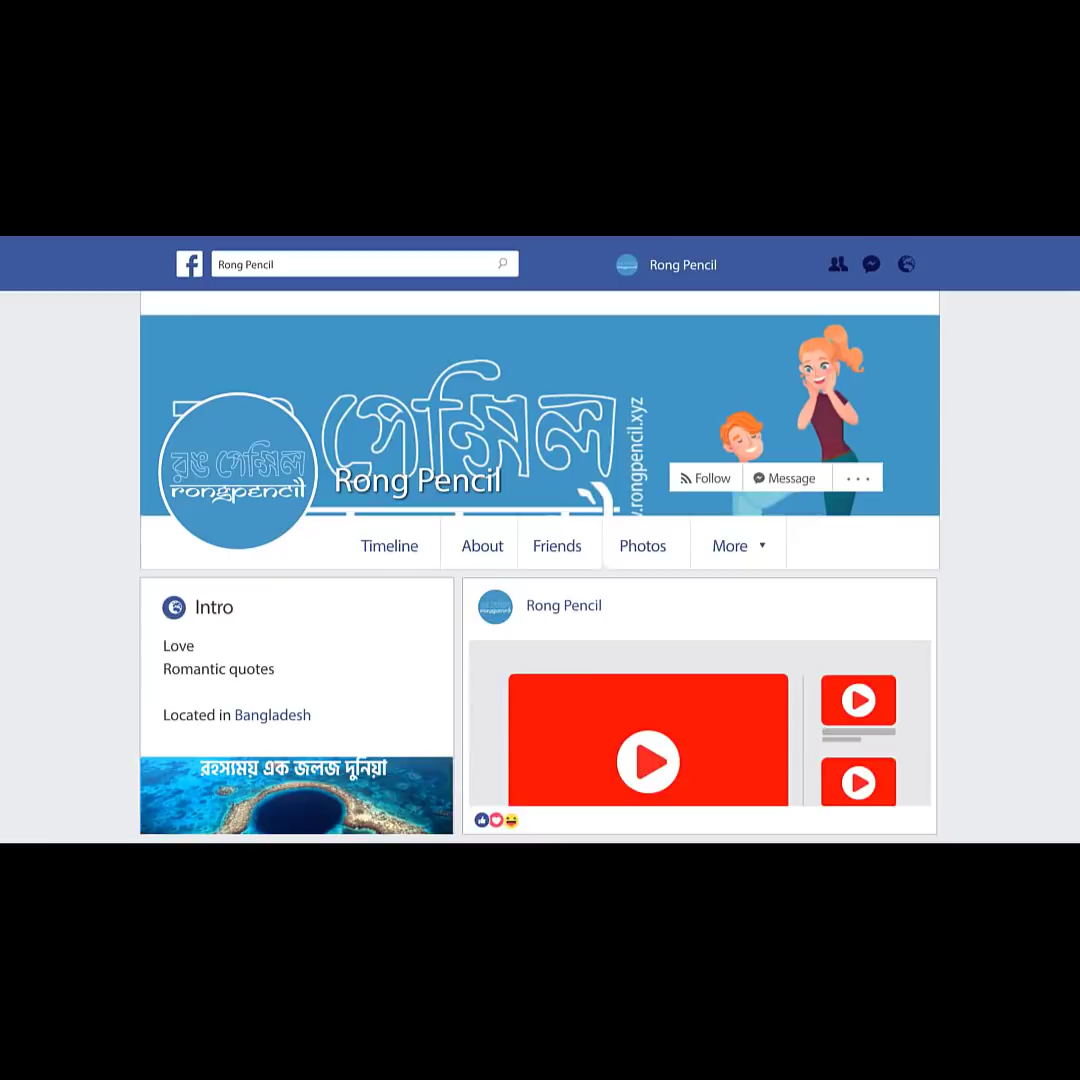 Rong Pencil
Rong Pencil
পেন্সিল
.rongpencil.xyz
রঙ পেন্সিল
rongpencil
Rong Pencil
Follow
Message
Timeline
About
Friends
Photos
More
Intro
Love
Romantic quotes
Located in Bangladesh
রহস্যময় এক জলজ দুনিয়া
Rong Pencil